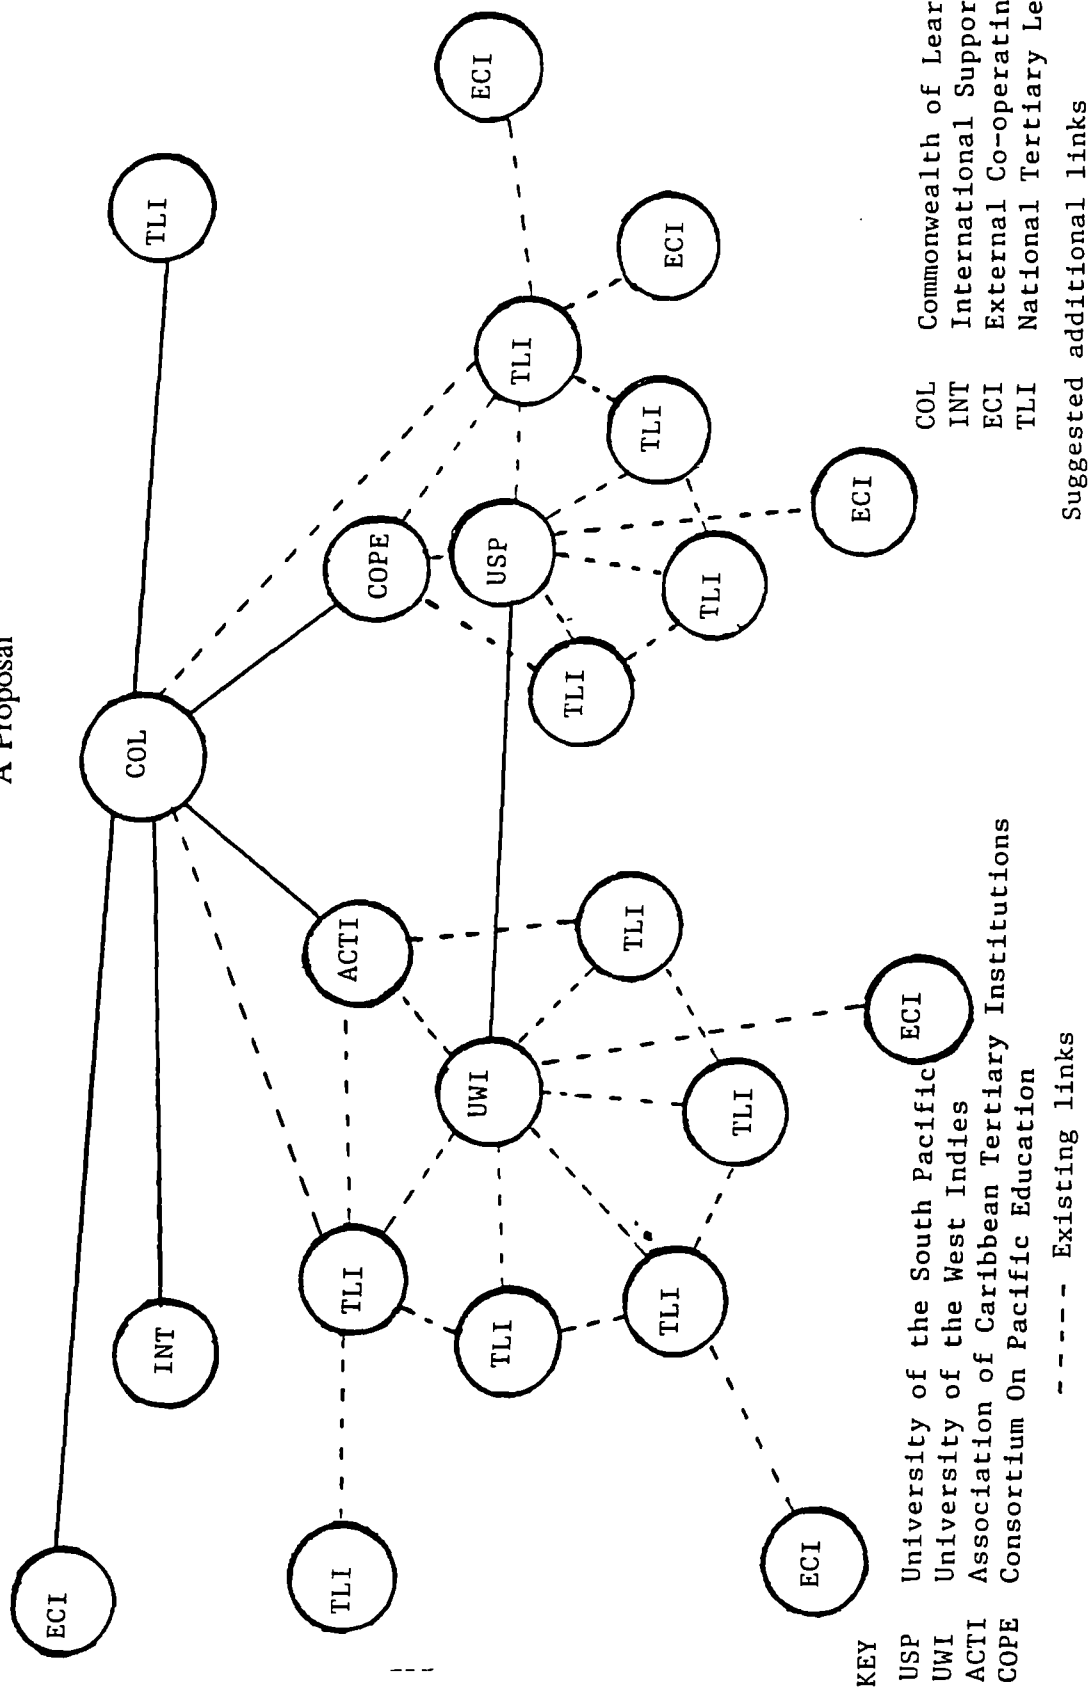 A Proposal
ECI
COL
TLI
INT
TLI
TLI
ACTI
COPE
UWI
USP
ECI
TLI
TLI
TLI
TLI
TLI
TLI
ECI
TLI
TLI
ECI
ECI
ECI
KEY
USP University of the South Pacific
UWI University of the West Indies
ACTI Association of Caribbean Tertiary Institutions
COPE Consortium On Pacific Education
COL Commonwealth of Lear
INT International Suppor
ECI External Co-operatin
TLI National Tertiary Le
----- Existing links
Suggested additional links